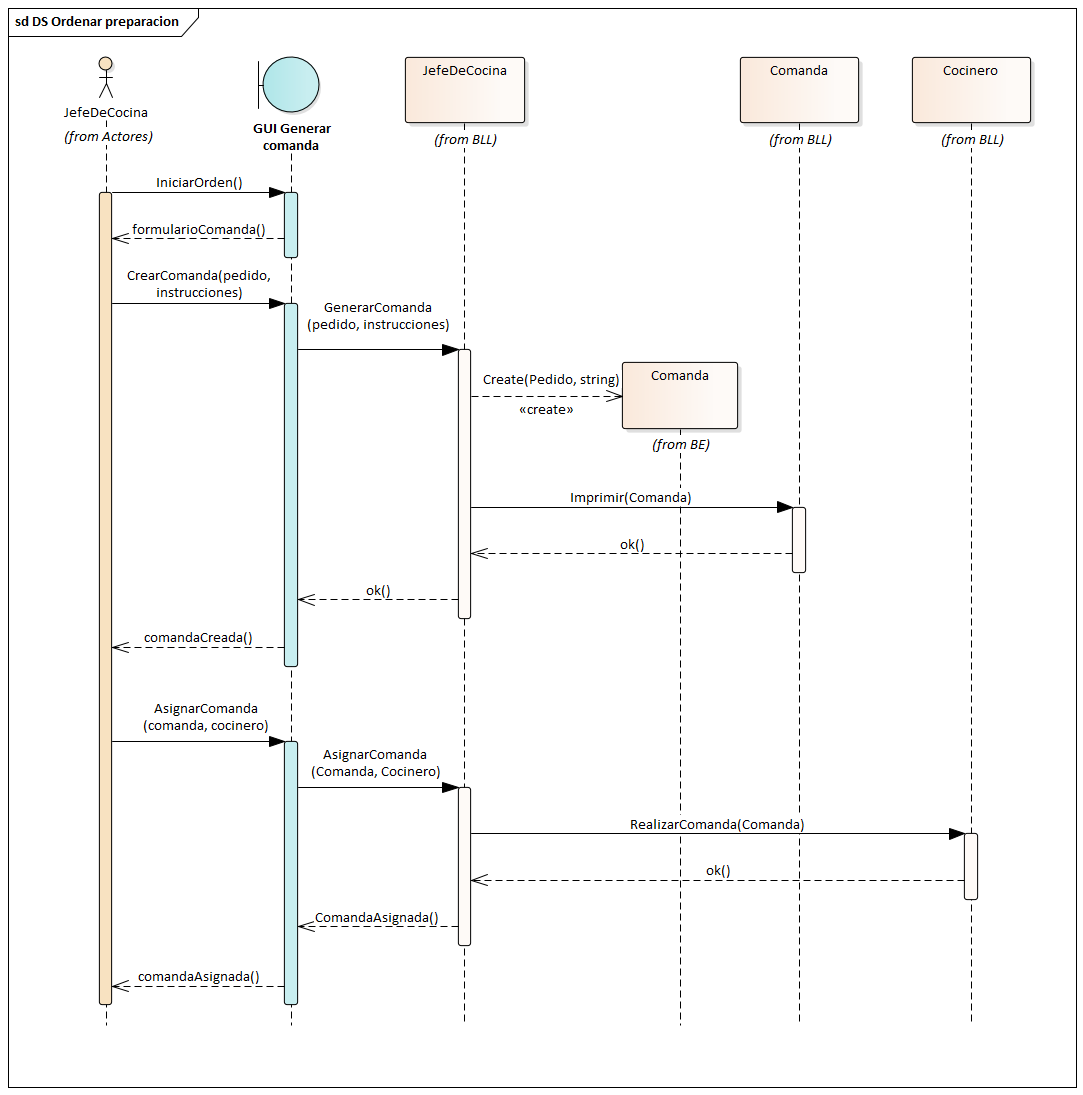 sd DS Ordenar preparacion
JefeDeCocina
(from Actores)
GUI Generar
comanda
JefeDeCocina
(from BLL)
Comanda
(from BLL)
Cocinero
(from BLL)
IniciarOrden()
formularioComanda()
CrearComanda(pedido,
instrucciones)
GenerarComanda
(pedido, instrucciones)
Create(Pedido, string)
«create»
Comanda
(from BE)
Imprimir(Comanda)
ok()
ok()
comandaCreada()
AsignarComanda
(comanda, cocinero)
AsignarComanda
(Comanda, Cocinero)
RealizarComanda(Comanda)
ok()
ComandaAsignada()
comandaAsignada()